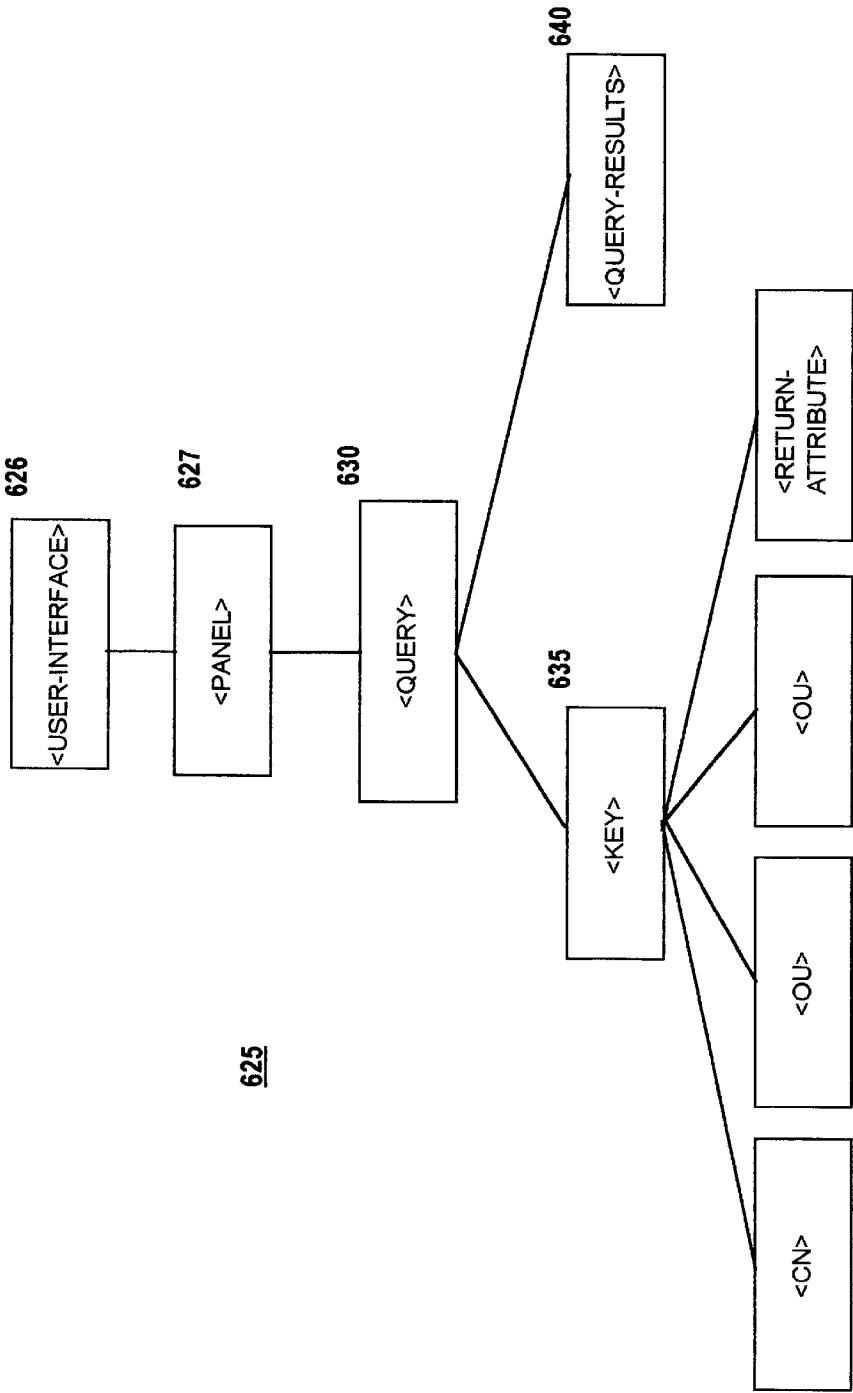 626
<USER-INTERFACE>
627
<PANEL>
630
<QUERY>
625
635
<KEY>
640
<QUERY-RESULTS>
<CN>
<OU>
<OU>
<RETURN-
ATTRIBUTE>